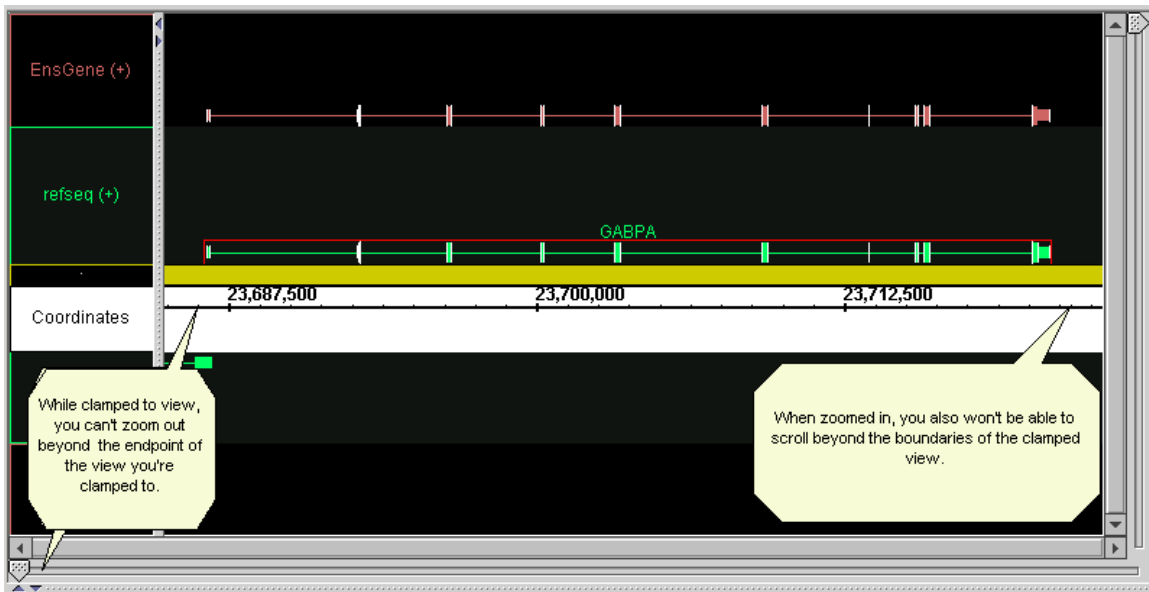 EnsGene (+)
refseq (+)
GABPA
23,687,500 23,700,000 23,712,500
Coordinates
While clamped to view,
you can't zoom out
beyond the endpoint of
the view you're
clamped to.
When zoomed in, you also won't be able to
scroll beyond the boundaries of the clamped
view.